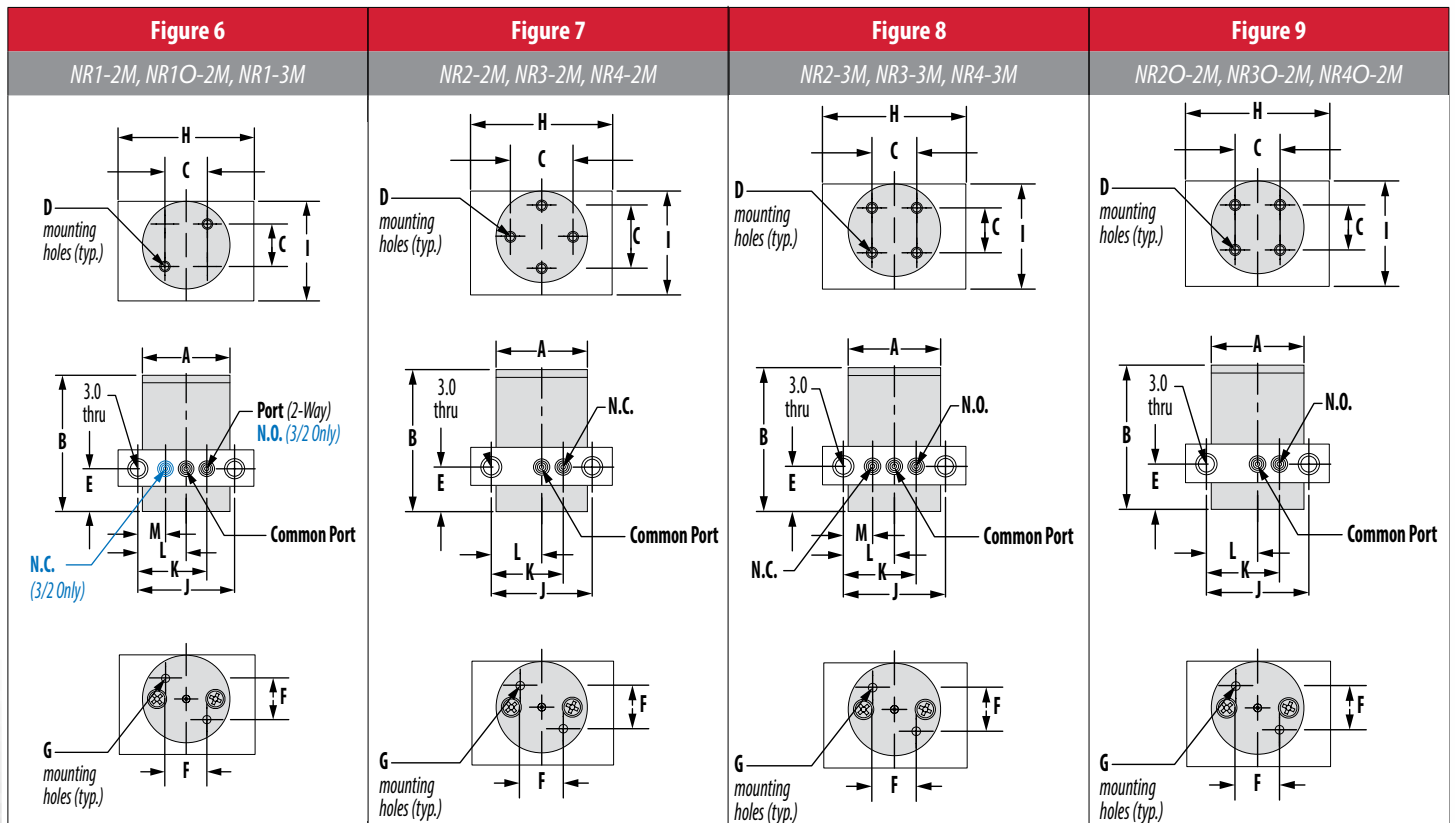 Figure 6
NR1-2M, NR1O-2M, NR1-3M
H
C
D
mounting
holes (typ.)
C
I
A
3.0
thru
B
Port (2-Way)
N.O. (3/2 Only)
E
Common Port
M
L
K
J
N.C.
(3/2 Only)
F
G
mounting
holes (typ.)
F
Figure 7
NR2-2M, NR3-2M, NR4-2M
H
C
D
mounting
holes (typ.)
C
I
A
3.0
thru
N.C.
B
E
Common Port
L
K
J
F
G
mounting
holes (typ.)
F
Figure 8
NR2-3M, NR3-3M, NR4-3M
H
C
D
mounting
holes (typ.)
C
I
A
3.0
thru
N.O.
B
E
Common Port
M
L
K
N.C.
J
F
G
mounting
holes (typ.)
F
Figure 9
NR2O-2M, NR3O-2M, NR4O-2M
H
C
D
mounting
holes (typ.)
C
I
A
3.0
thru
N.O.
B
E
Common Port
L
K
J
F
G
mounting
holes (typ.)
F